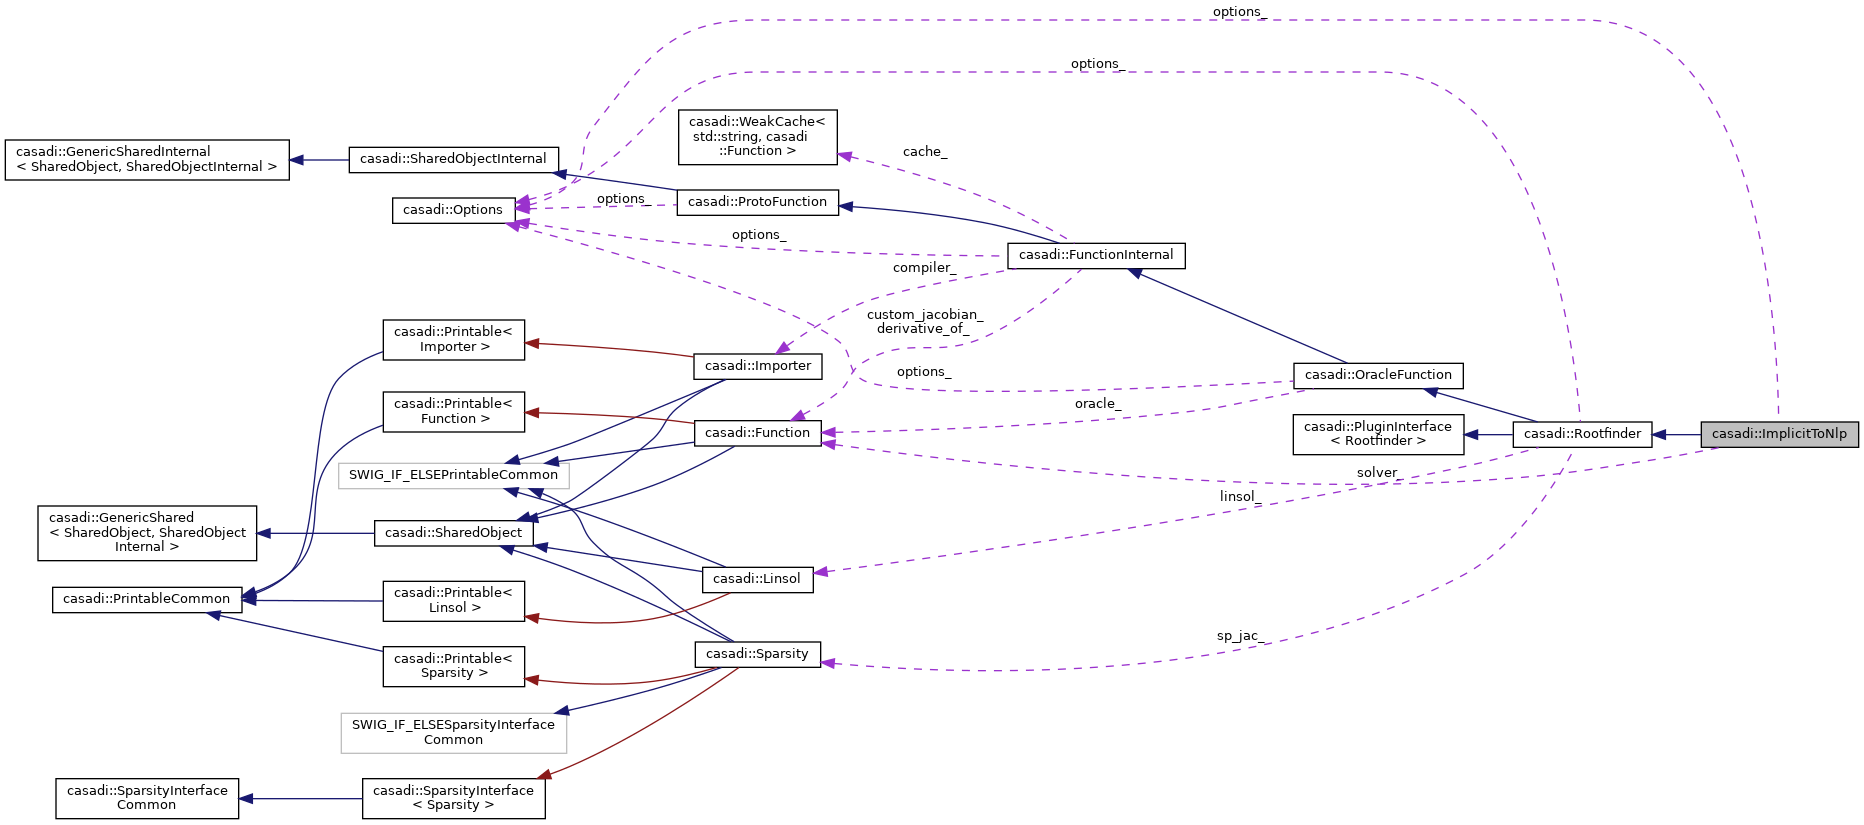 options_
options_
casadi::WeakCache<
std::string, casadi
::Function >
cache_
casadi::GenericSharedInternal
< SharedObject, SharedObjectInternal >
casadi::SharedObjectInternal
casadi::Options
options_
casadi::ProtoFunction
options_
casadi::FunctionInternal
compiler_
custom_jacobian_
derivative_of_
casadi::Printable<
Importer >
casadi::Importer
options_
casadi::OracleFunction
oracle_
casadi::Printable<
Function >
casadi::Function
casadi::PluginInterface
< Rootfinder >
casadi::Rootfinder
casadi::ImplicitToNlp
SWIG_IF_ELSEPrintableCommon
solver_
linsol_
casadi::GenericShared
< SharedObject, SharedObject
Internal >
casadi::SharedObject
casadi::PrintableCommon
casadi::Printable<
Linsol >
casadi::Linsol
sp_jac_
casadi::Printable<
Sparsity >
casadi::Sparsity
SWIG_IF_ELSESparsityInterface
Common
casadi::SparsityInterface
Common
casadi::SparsityInterface
< Sparsity >